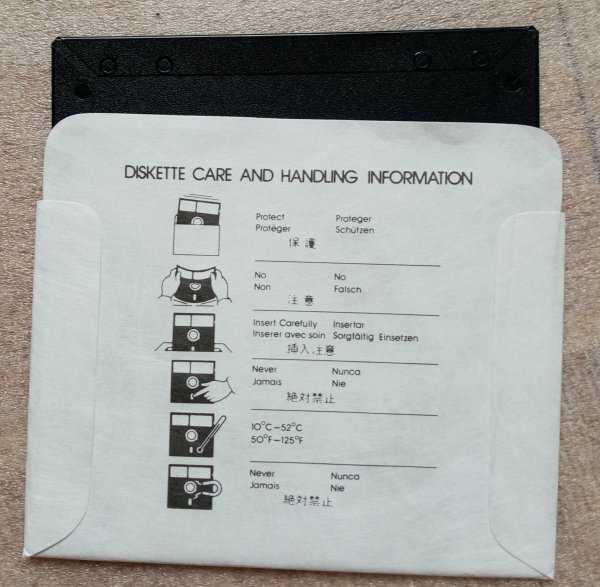 DISKETTE CARE AND HANDLING INFORMATION
Protect Proteger
Protéger Schützen
保護
No No
Non Falsch
注意
Insert Carefully Insertar
Inserer avec soin Sorgfältig Einsetzen
挿入注意
Never Nunca
Jamais Nie
絶対禁止
10°C–52°C
50°F–125°F
Never Nunca
Jamais Nie
絶対禁止